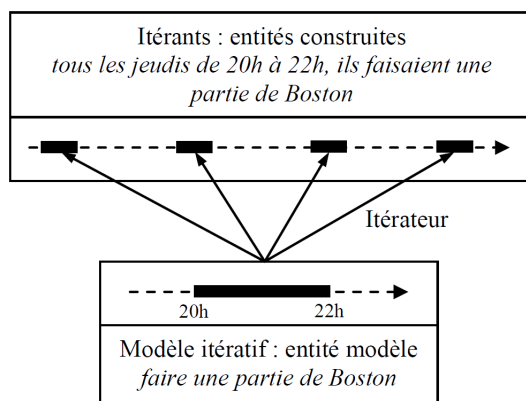 Itérants : entités construites
tous les jeudis de 20h à 22h, ils faisaient une
partie de Boston
Itérateur
20h 22h
Modèle itératif : entité modèle
faire une partie de Boston